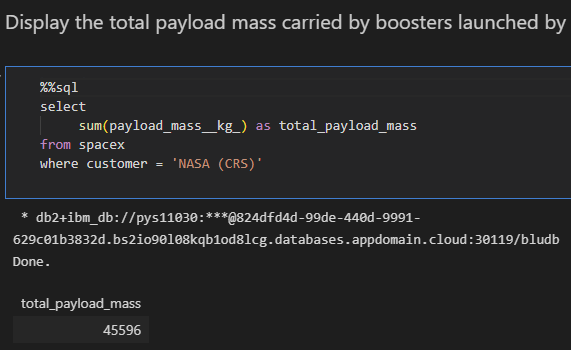 Display the total payload mass carried by boosters launched by
%%sql
select
sum(payload_mass__kg_) as total_payload_mass
from spacex
where customer = 'NASA (CRS)'
* db2+ibm_db://pys11030:***@824dfd4d-99de-440d-9991-
629c01b3832d.bs2io90l08kqb1od8lcg.databases.appdomain.cloud:30119/bludb
Done.
total_payload_mass
45596